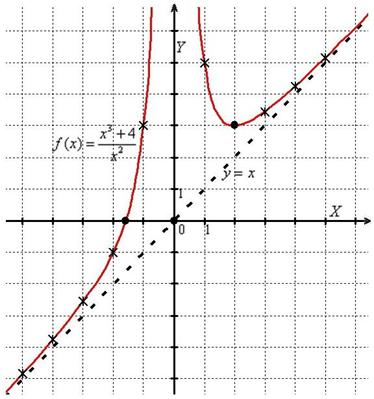 Y
f(x) = (x³ + 4) / x²
y = x
1
X
0 1